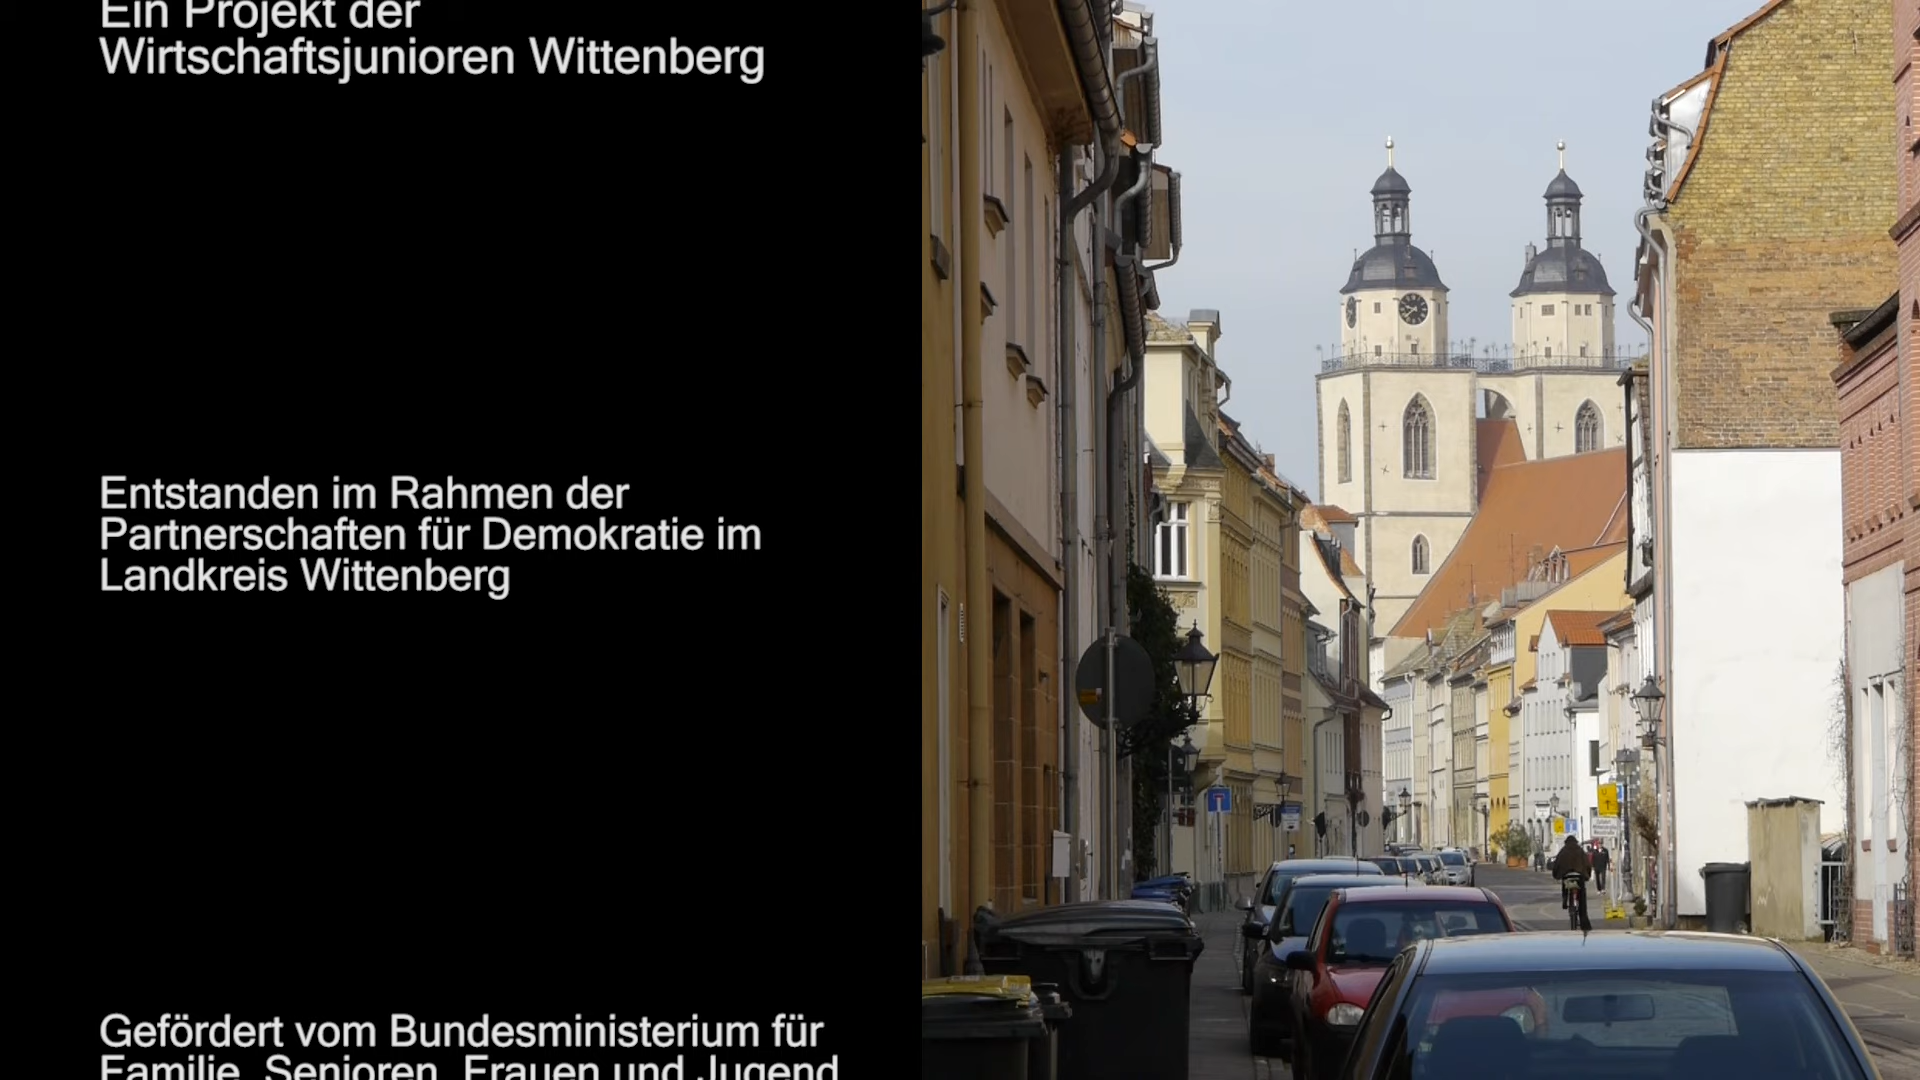 Ein Projekt der
Wirtschaftsjunioren Wittenberg
Entstanden im Rahmen der
Partnerschaften für Demokratie im
Landkreis Wittenberg
Gefördert vom Bundesministerium für
Familie, Senioren, Frauen und Jugend